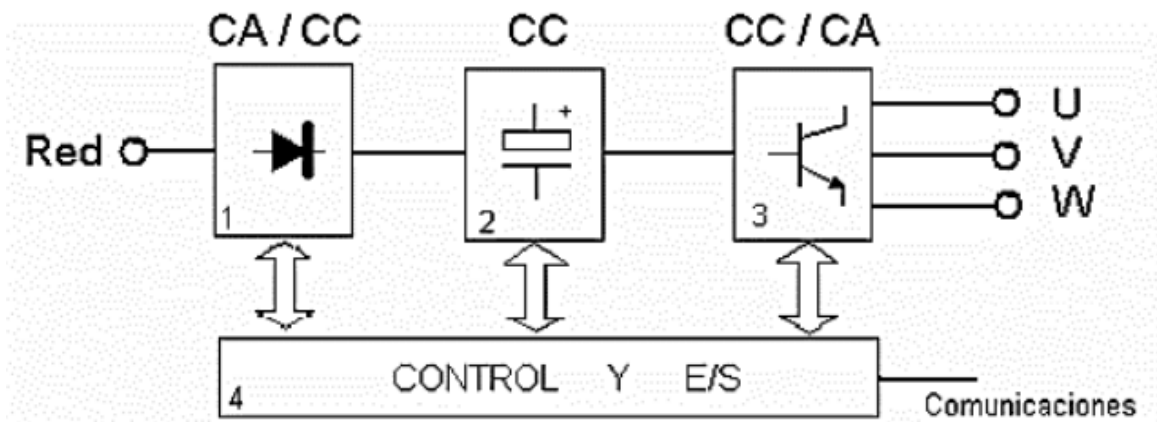 CA / CC CC CC / CA
Red
+
U
V
W
1 2 3
4 CONTROL Y E/S
Comunicaciones